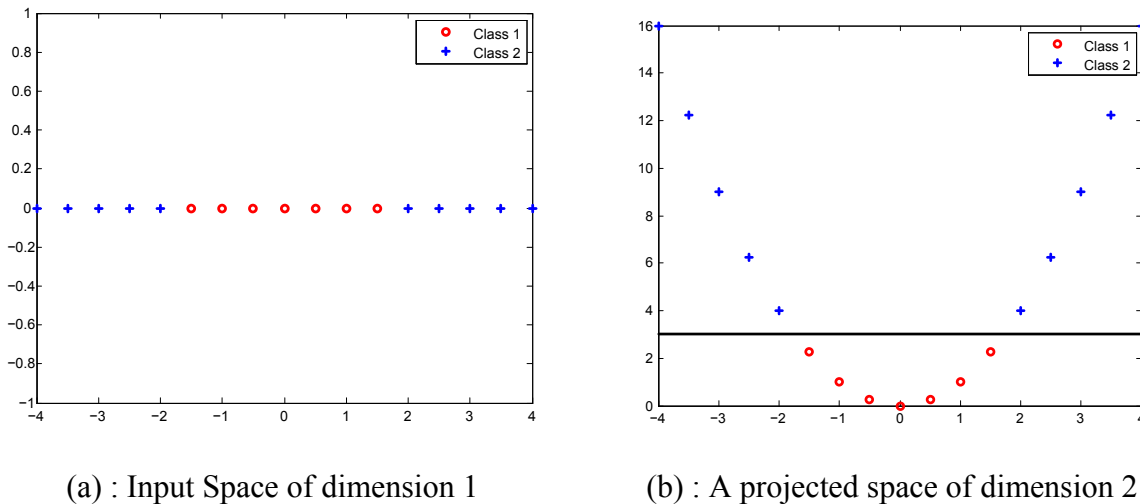 1
0.8
0.6
0.4
0.2
0
−0.2
−0.4
−0.6
−0.8
−1
−4 −3 −2 −1 0 1 2 3 4
Class 1
Class 2
(a) : Input Space of dimension 1
16
14
12
10
8
6
4
2
0
−4 −3 −2 −1 0 1 2 3 4
Class 1
Class 2
(b) : A projected space of dimension 2